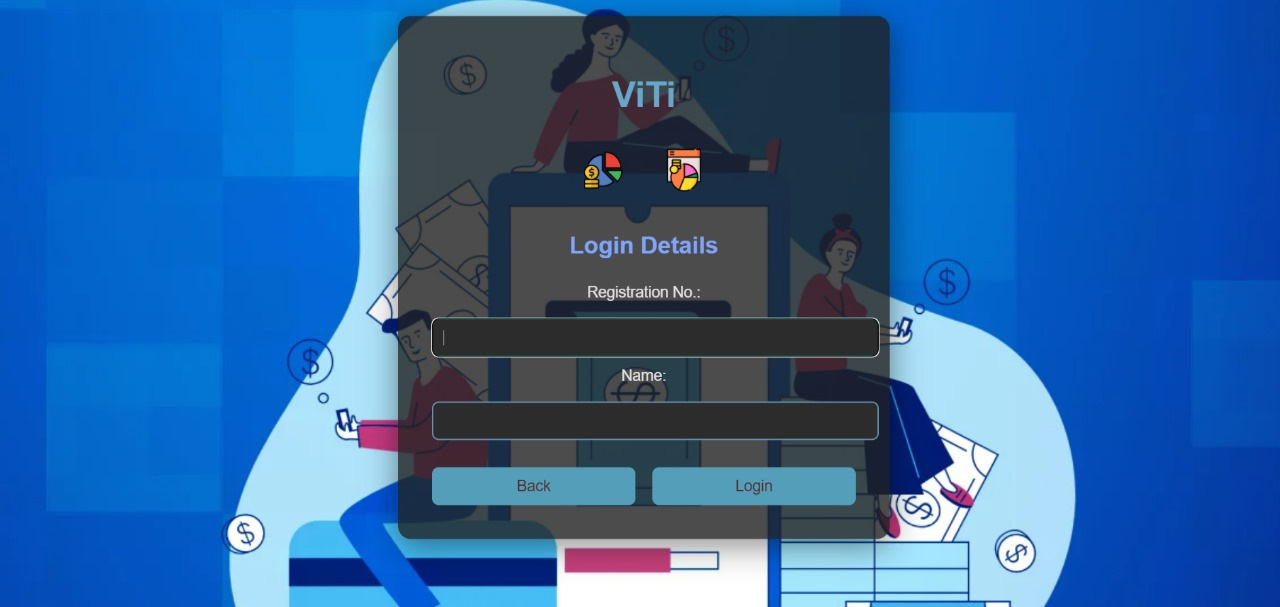 ViTi
Login Details
Registration No.:
Name:
Back
Login